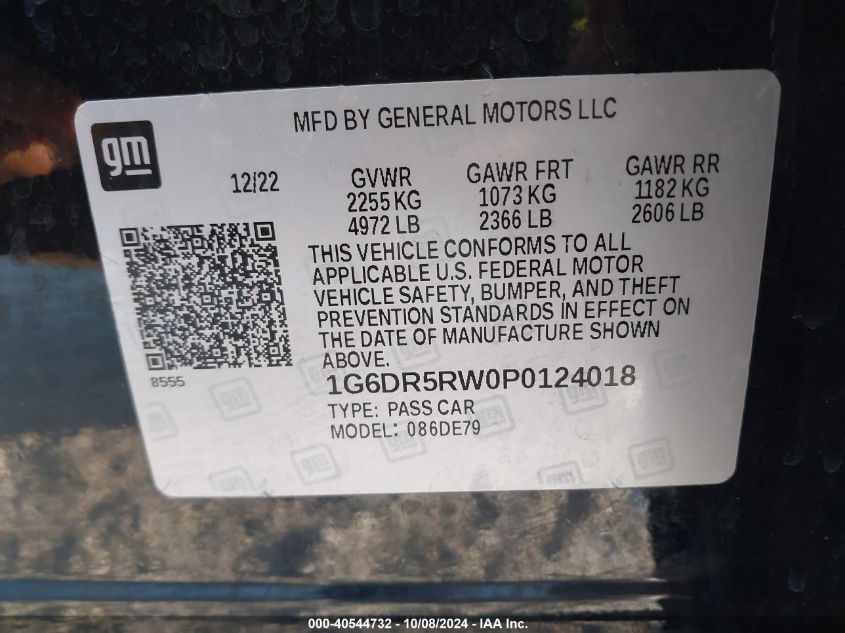 MFD BY GENERAL MOTORS LLC
gm
12/22
GVWR
2255 KG
4972 LB
GAWR FRT
1073 KG
2366 LB
GAWR RR
1182 KG
2606 LB
THIS VEHICLE CONFORMS TO ALL
APPLICABLE U.S. FEDERAL MOTOR
VEHICLE SAFETY, BUMPER, AND THEFT
PREVENTION STANDARDS IN EFFECT ON
THE DATE OF MANUFACTURE SHOWN
ABOVE.
8555
1G6DR5RW0P0124018
TYPE: PASS CAR
MODEL: 086DE79
000-40544732 - 10/08/2024 - IAA, Inc.